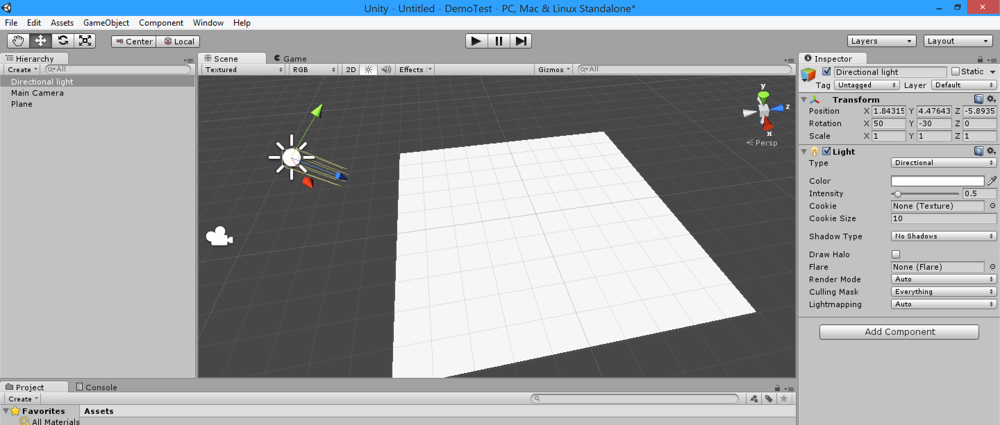 Unity - Untitled - DemoTest - PC, Mac & Linux Standalone*
File Edit Assets GameObject Component Window Help
Center Local Layers Layout
Hierarchy
Create All
Directional light
Main Camera
Plane
Scene Game
Textured RGB 2D Effects Gizmos All
y
z
x
Persp
Inspector
Directional light Static
Tag Untagged Layer Default
Transform
Position X 1.84315 Y 4.47643 Z -5.8935
Rotation X 50 Y -30 Z 0
Scale X 1 Y 1 Z 1
Light
Type Directional
Color
Intensity 0.5
Cookie None (Texture)
Cookie Size 10
Shadow Type No Shadows
Draw Halo
Flare None (Flare)
Render Mode Auto
Culling Mask Everything
Lightmapping Auto
Add Component
Project Console
Create
Favorites Assets
All Materials